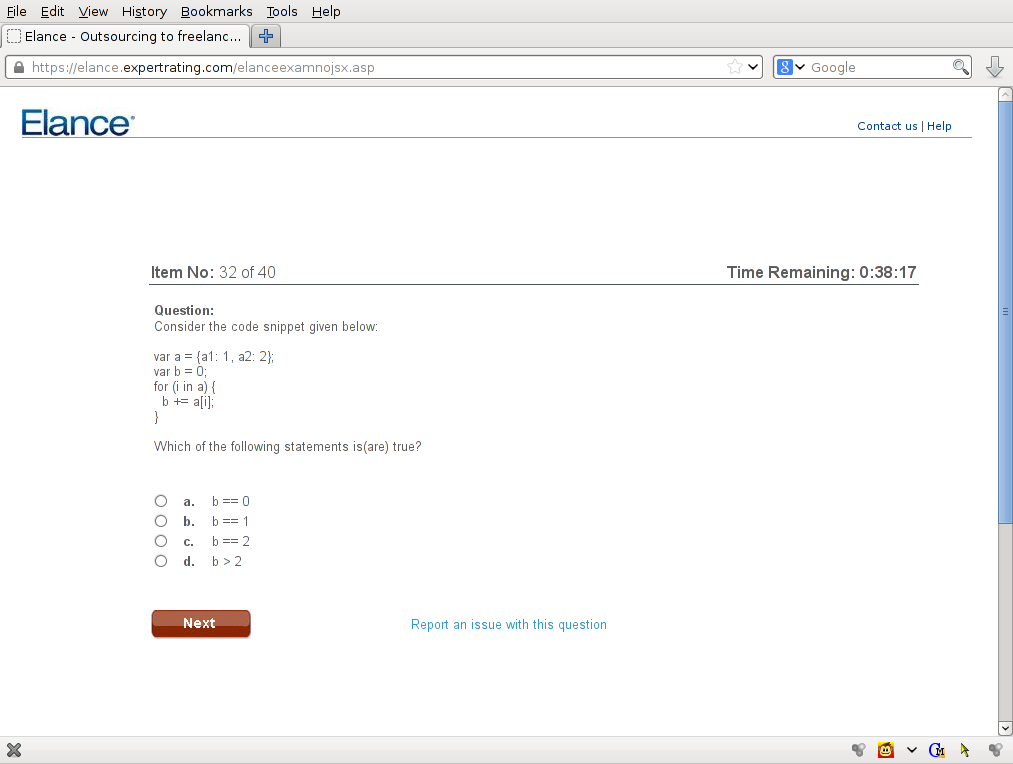 File Edit View History Bookmarks Tools Help
Elance - Outsourcing to freelanc...
https://elance.expertrating.com/elanceexamnojsx.asp
8 Google
Elance
Contact us | Help
Item No: 32 of 40
Time Remaining: 0:38:17
Question:
Consider the code snippet given below:
var a = {a1: 1, a2: 2};
var b = 0;
for (i in a) {
b += a[i];
}
Which of the following statements is(are) true?
a. b == 0
b. b == 1
c. b == 2
d. b > 2
Next
Report an issue with this question